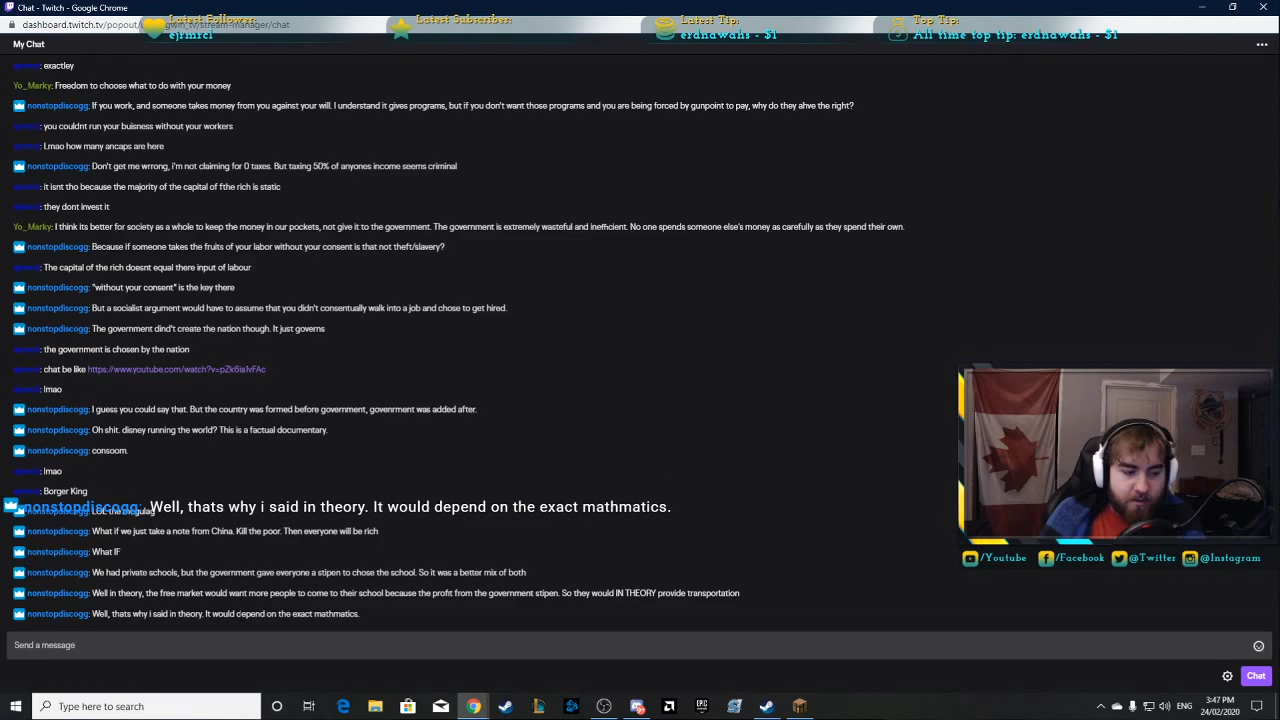 Chat - Twitch - Google Chrome
Latest Follower:
ejrmrcl
Latest Subscriber:
Latest Tip:
erdnawahs - $1
Top Tip:
All time top tip: erdnawahs - $1
My Chat
: exactley
Yo_Marky: Freedom to choose what to do with your money
nonstopdiscogg: If you work, and someone takes money from you against your will. I understand it gives programs, but if you don't want those programs and you are being forced by gunpoint to pay, why do they ahve the right?
: you couldnt run your buisness without your workers
: Lmao how many ancaps are here
nonstopdiscogg: Don't get me wrrong, i'm not claiming for 0 taxes. But taxing 50% of anyones income seems criminal
: it isnt tho because the majority of the capital of fthe rich is static
: they dont invest it
Yo_Marky: I think its better for society as a whole to keep the money in our pockets, not give it to the government. The government is extremely wasteful and inefficient. No one spends someone else's money as carefully as they spend their own.
nonstopdiscogg: Because if someone takes the fruits of your labor without your consent is that not theft/slavery?
: The capital of the rich doesnt equal there input of labour
nonstopdiscogg: "without your consent" is the key there
nonstopdiscogg: But a socialist argument would have to assume that you didn't consentually walk into a job and chose to get hired.
nonstopdiscogg: The government dind't create the nation though. It just governs
: the government is chosen by the nation
: chat be like https://www.youtube.com/watch?v=pZk6ia1vFAc
: lmao
nonstopdiscogg: I guess you could say that. But the country was formed before government, govenrment was added after.
nonstopdiscogg: Oh shit. disney running the world? This is a factual documentary.
nonstopdiscogg: consoom.
: lmao
: Borger King
nonstopdiscogg: Well, thats why i said in theory. It would depend on the exact mathmatics.
nonstopdiscogg: LOL the
nonstopdiscogg: What if we just take a note from China. Kill the poor. Then everyone will be rich
nonstopdiscogg: What IF
nonstopdiscogg: We had private schools, but the government gave everyone a stipen to chose the school. So it was a better mix of both
nonstopdiscogg: Well in theory, the free market would want more people to come to their school because the profit from the government stipen. So they would IN THEORY provide transportation
nonstopdiscogg: Well, thats why i said in theory. It would depend on the exact mathmatics.
/Youtube /Facebook @Twitter @Instagram
Send a message
Chat
Type here to search
3:47 PM
24/02/2020